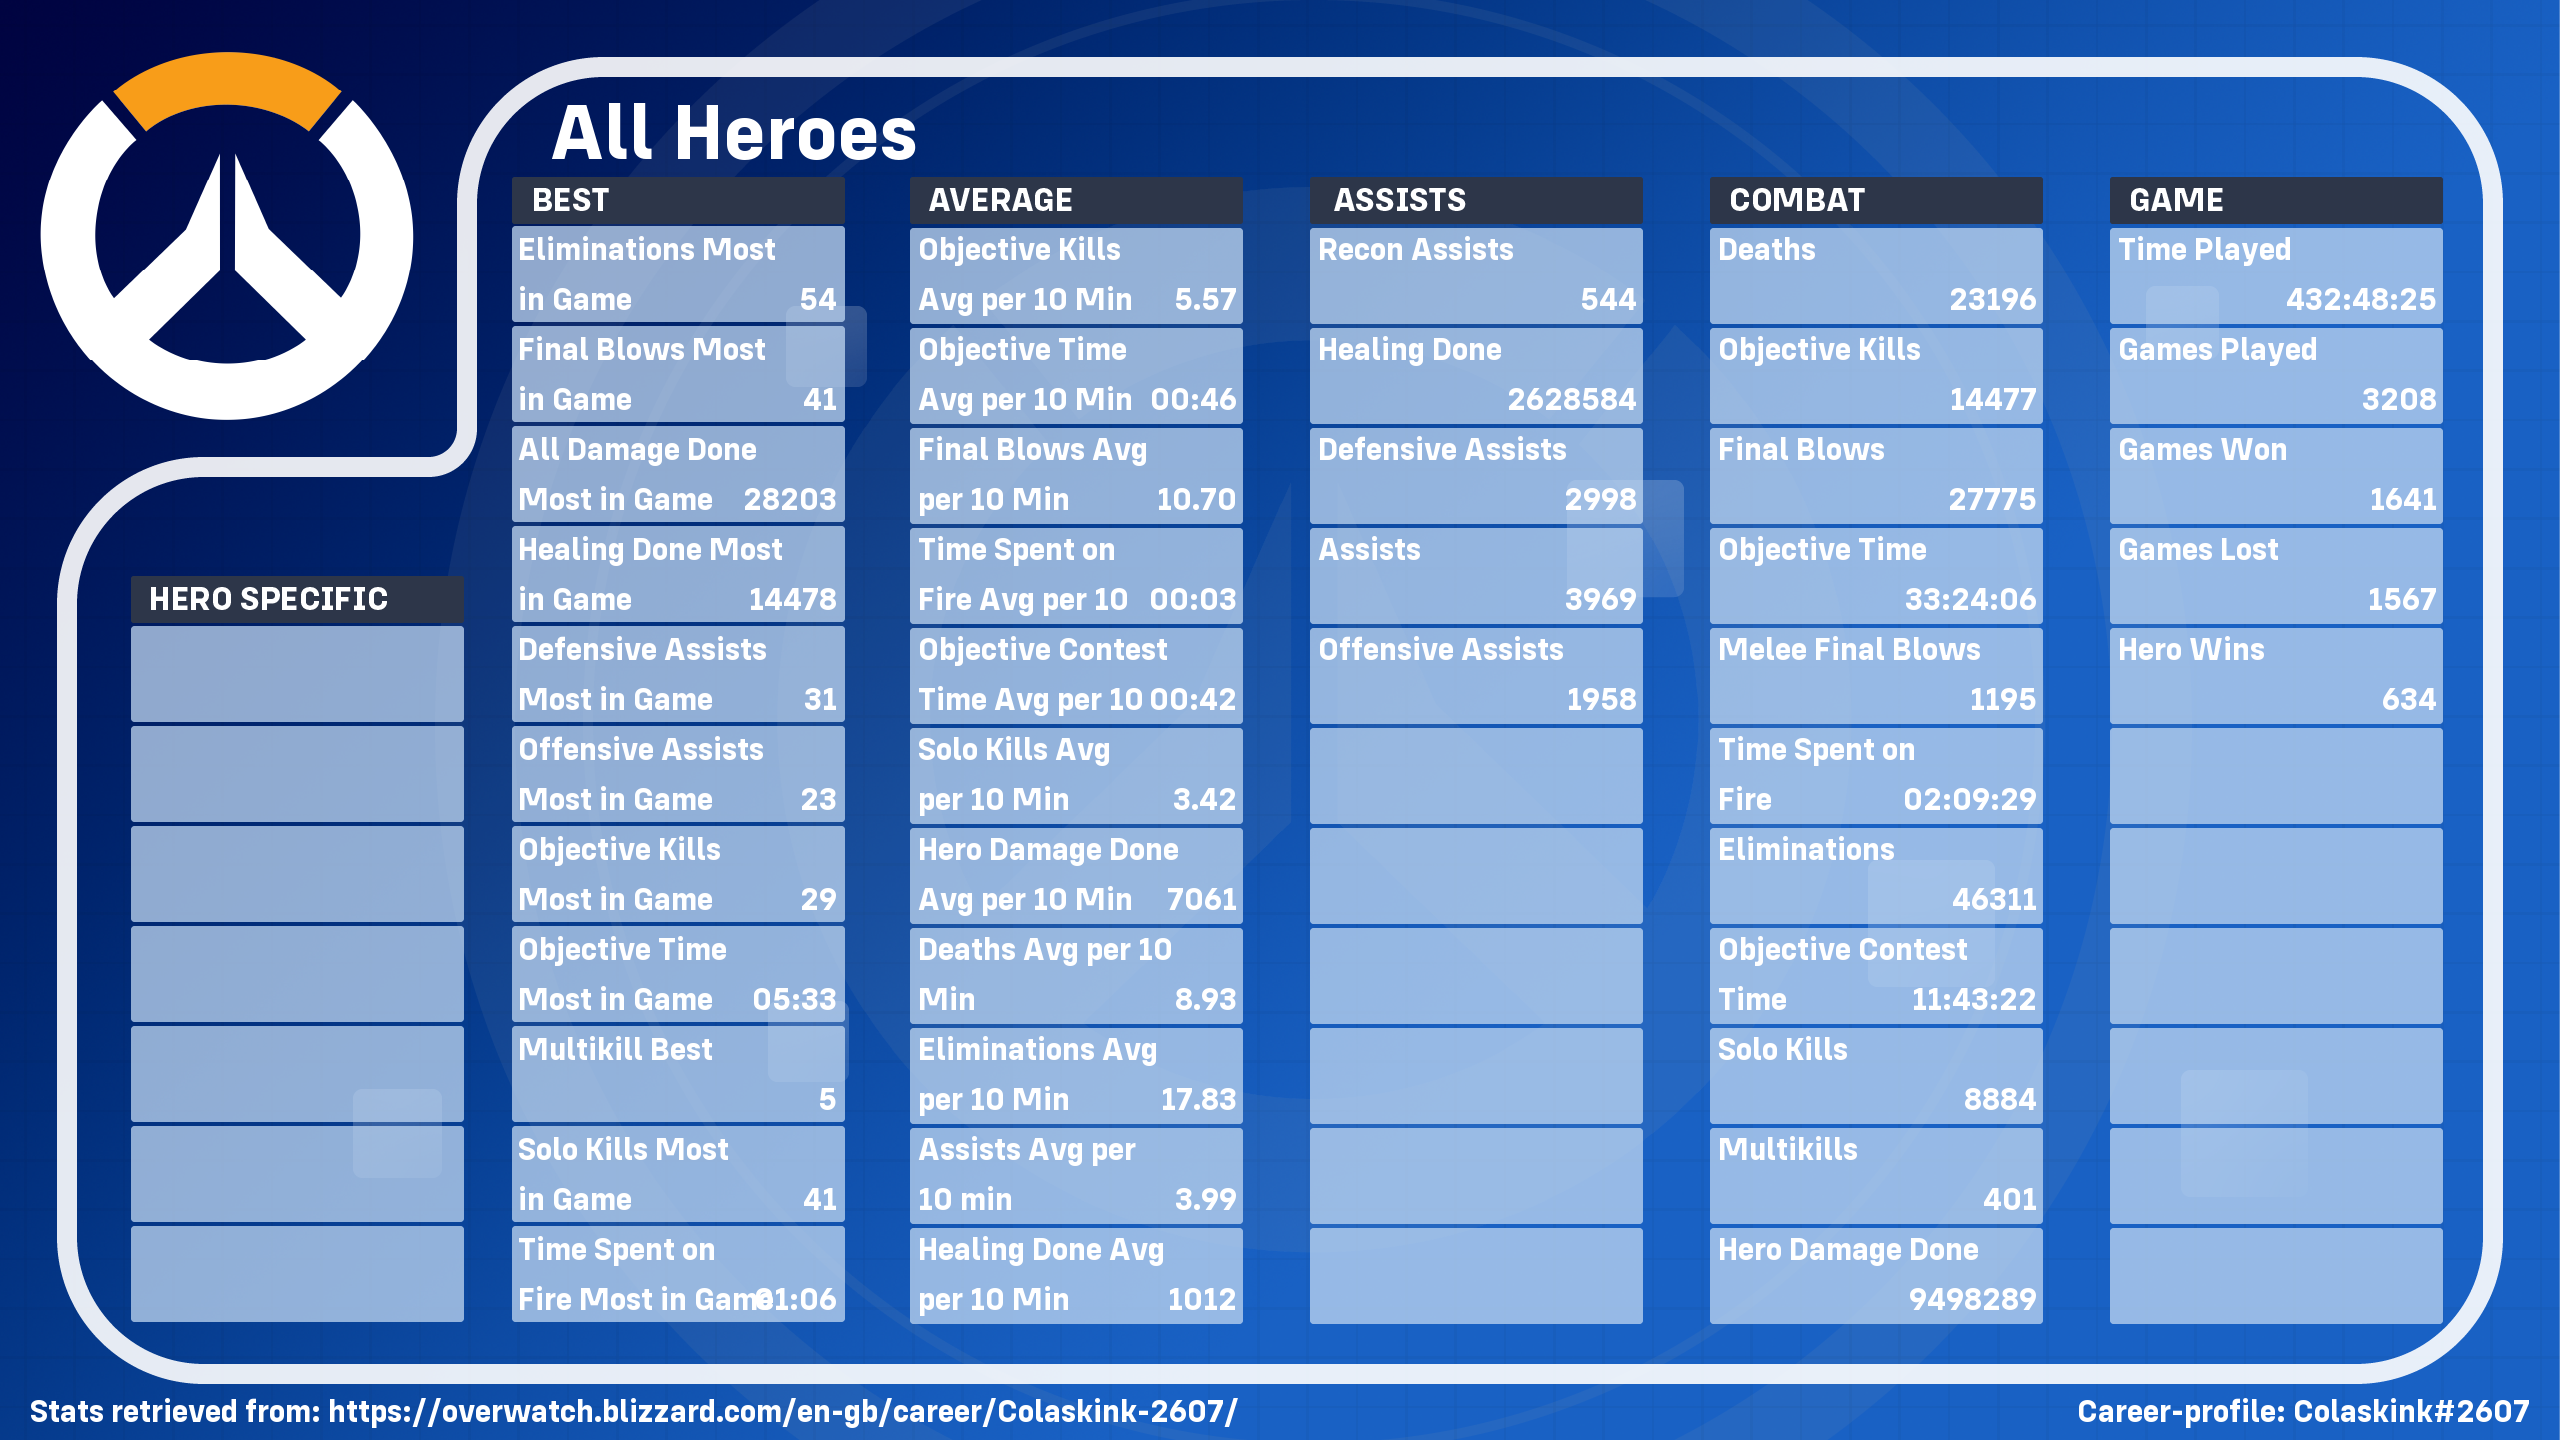 All Heroes
BEST
Eliminations Most
in Game 54
Final Blows Most
in Game 41
All Damage Done
Most in Game 28203
Healing Done Most
in Game 14478
Defensive Assists
Most in Game 31
Offensive Assists
Most in Game 23
Objective Kills
Most in Game 29
Objective Time
Most in Game 05:33
Multikill Best
5
Solo Kills Most
in Game 41
Time Spent on
Fire Most in Game 01:06
AVERAGE
Objective Kills
Avg per 10 Min 5.57
Objective Time
Avg per 10 Min 00:46
Final Blows Avg
per 10 Min 10.70
Time Spent on
Fire Avg per 10 00:03
Objective Contest
Time Avg per 10 00:42
Solo Kills Avg
per 10 Min 3.42
Hero Damage Done
Avg per 10 Min 7061
Deaths Avg per 10
Min 8.93
Eliminations Avg
per 10 Min 17.83
Assists Avg per
10 min 3.99
Healing Done Avg
per 10 Min 1012
ASSISTS
Recon Assists
544
Healing Done
2628584
Defensive Assists
2998
Assists
3969
Offensive Assists
1958
COMBAT
Deaths
23196
Objective Kills
14477
Final Blows
27775
Objective Time
33:24:06
Melee Final Blows
1195
Time Spent on
Fire 02:09:29
Eliminations
46311
Objective Contest
Time 11:43:22
Solo Kills
8884
Multikills
401
Hero Damage Done
9498289
GAME
Time Played
432:48:25
Games Played
3208
Games Won
1641
Games Lost
1567
Hero Wins
634
HERO SPECIFIC
Stats retrieved from: https://overwatch.blizzard.com/en-gb/career/Colaskink-2607/
Career-profile: Colaskink#2607